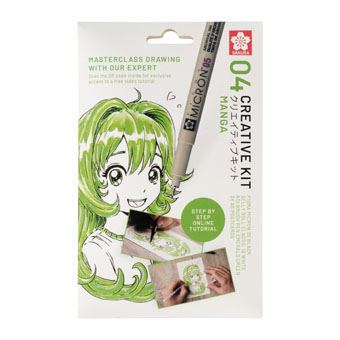 MASTERCLASS DRAWING
WITH OUR EXPERT
Scan the QR code inside for exclusive
access to a free video tutorial
MICRON 05
SAKURA
04 CREATIVE KIT
クリエイティブキット
MANGA
STEP BY
STEP
ONLINE
TUTORIAL